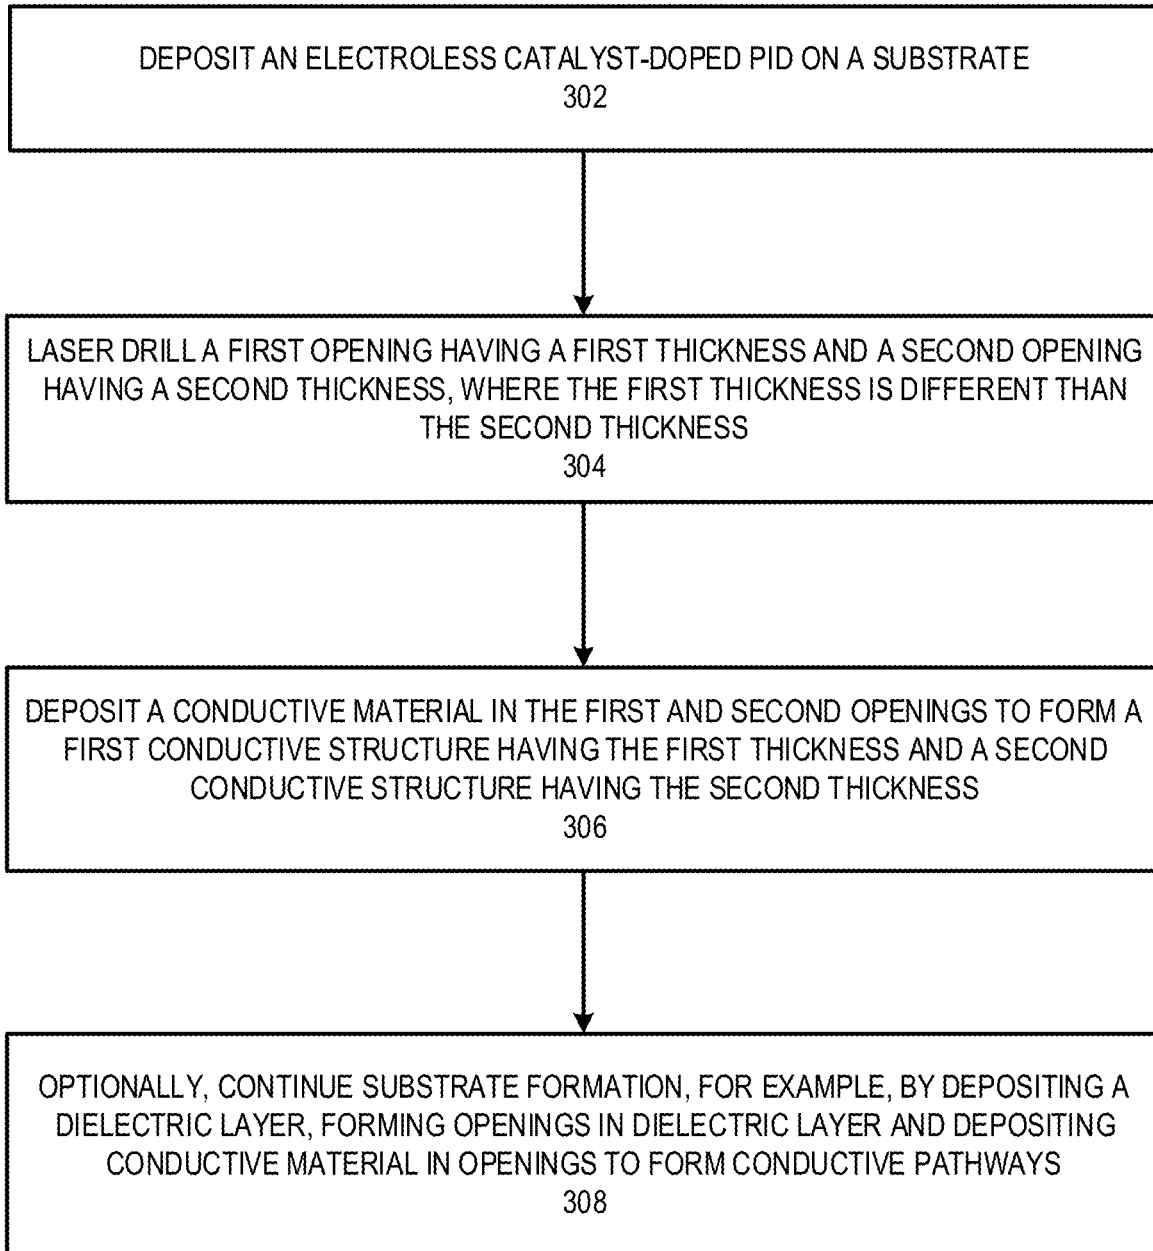 DEPOSIT AN ELECTROLESS CATALYST-DOPED PID ON A SUBSTRATE
302
LASER DRILL A FIRST OPENING HAVING A FIRST THICKNESS AND A SECOND OPENING
HAVING A SECOND THICKNESS, WHERE THE FIRST THICKNESS IS DIFFERENT THAN
THE SECOND THICKNESS
304
DEPOSIT A CONDUCTIVE MATERIAL IN THE FIRST AND SECOND OPENINGS TO FORM A
FIRST CONDUCTIVE STRUCTURE HAVING THE FIRST THICKNESS AND A SECOND
CONDUCTIVE STRUCTURE HAVING THE SECOND THICKNESS
306
OPTIONALLY, CONTINUE SUBSTRATE FORMATION, FOR EXAMPLE, BY DEPOSITING A
DIELECTRIC LAYER, FORMING OPENINGS IN DIELECTRIC LAYER AND DEPOSITING
CONDUCTIVE MATERIAL IN OPENINGS TO FORM CONDUCTIVE PATHWAYS
308